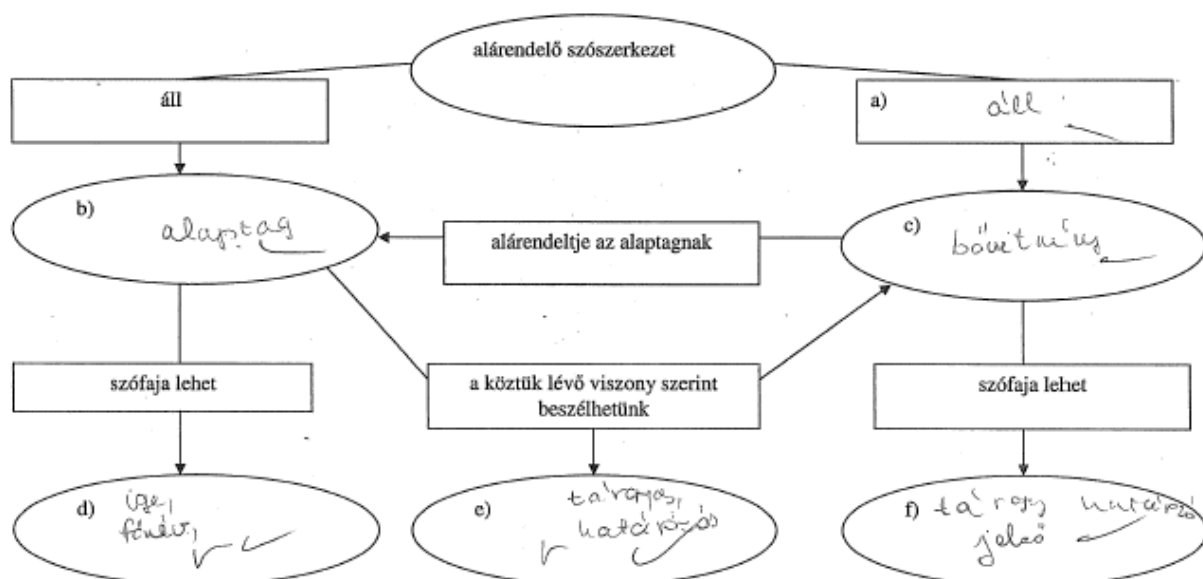 alárendelő szószerkezet
áll
a) áll
b) alaptag
alárendeltje az alaptagnak
c) bővítmény
szófaja lehet
a köztük lévő viszony szerint
beszélhetünk
szófaja lehet
d) ige,
főnév,
e) tárgyas,
határozós
f) tárgy határozó
jelző